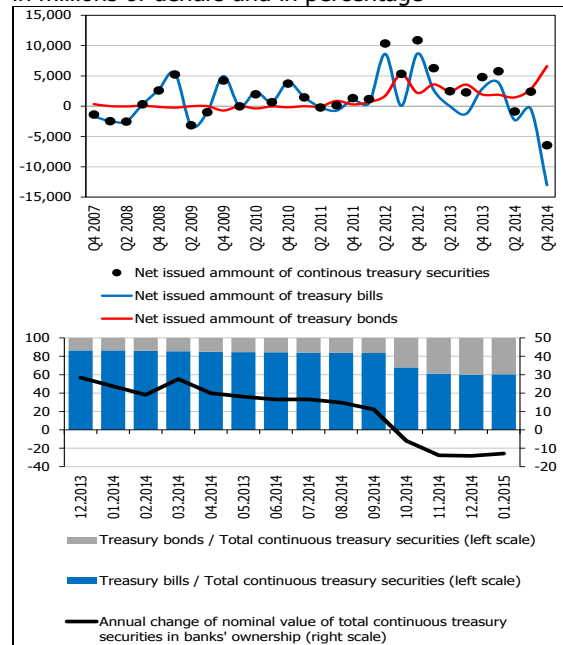 in millions of denars and in percentage
15,000
10,000
5,000
0
-5,000
-10,000
-15,000
Q4 2007
Q2 2008
Q4 2008
Q2 2009
Q4 2009
Q2 2010
Q4 2010
Q2 2011
Q4 2011
Q2 2012
Q4 2012
Q2 2013
Q4 2013
Q2 2014
Q4 2014
Net issued ammount of continous treasury securities
Net issued ammount of treasury bills
Net issued ammount of treasury bonds
100
80
60
40
20
0
-20
-40
50
40
30
20
10
0
-10
-20
12.2013
01.2014
02.2014
03.2013
04.2014
05.2014
06.2014
07.2014
08.2014
09.2014
10.2014
11.2014
12.2014
01.2015
Treasury bonds / Total continuous treasury securities (left scale)
Treasury bills / Total continuous treasury securities (left scale)
Annual change of nominal value of total continuous treasury
securities in banks' ownership (right scale)